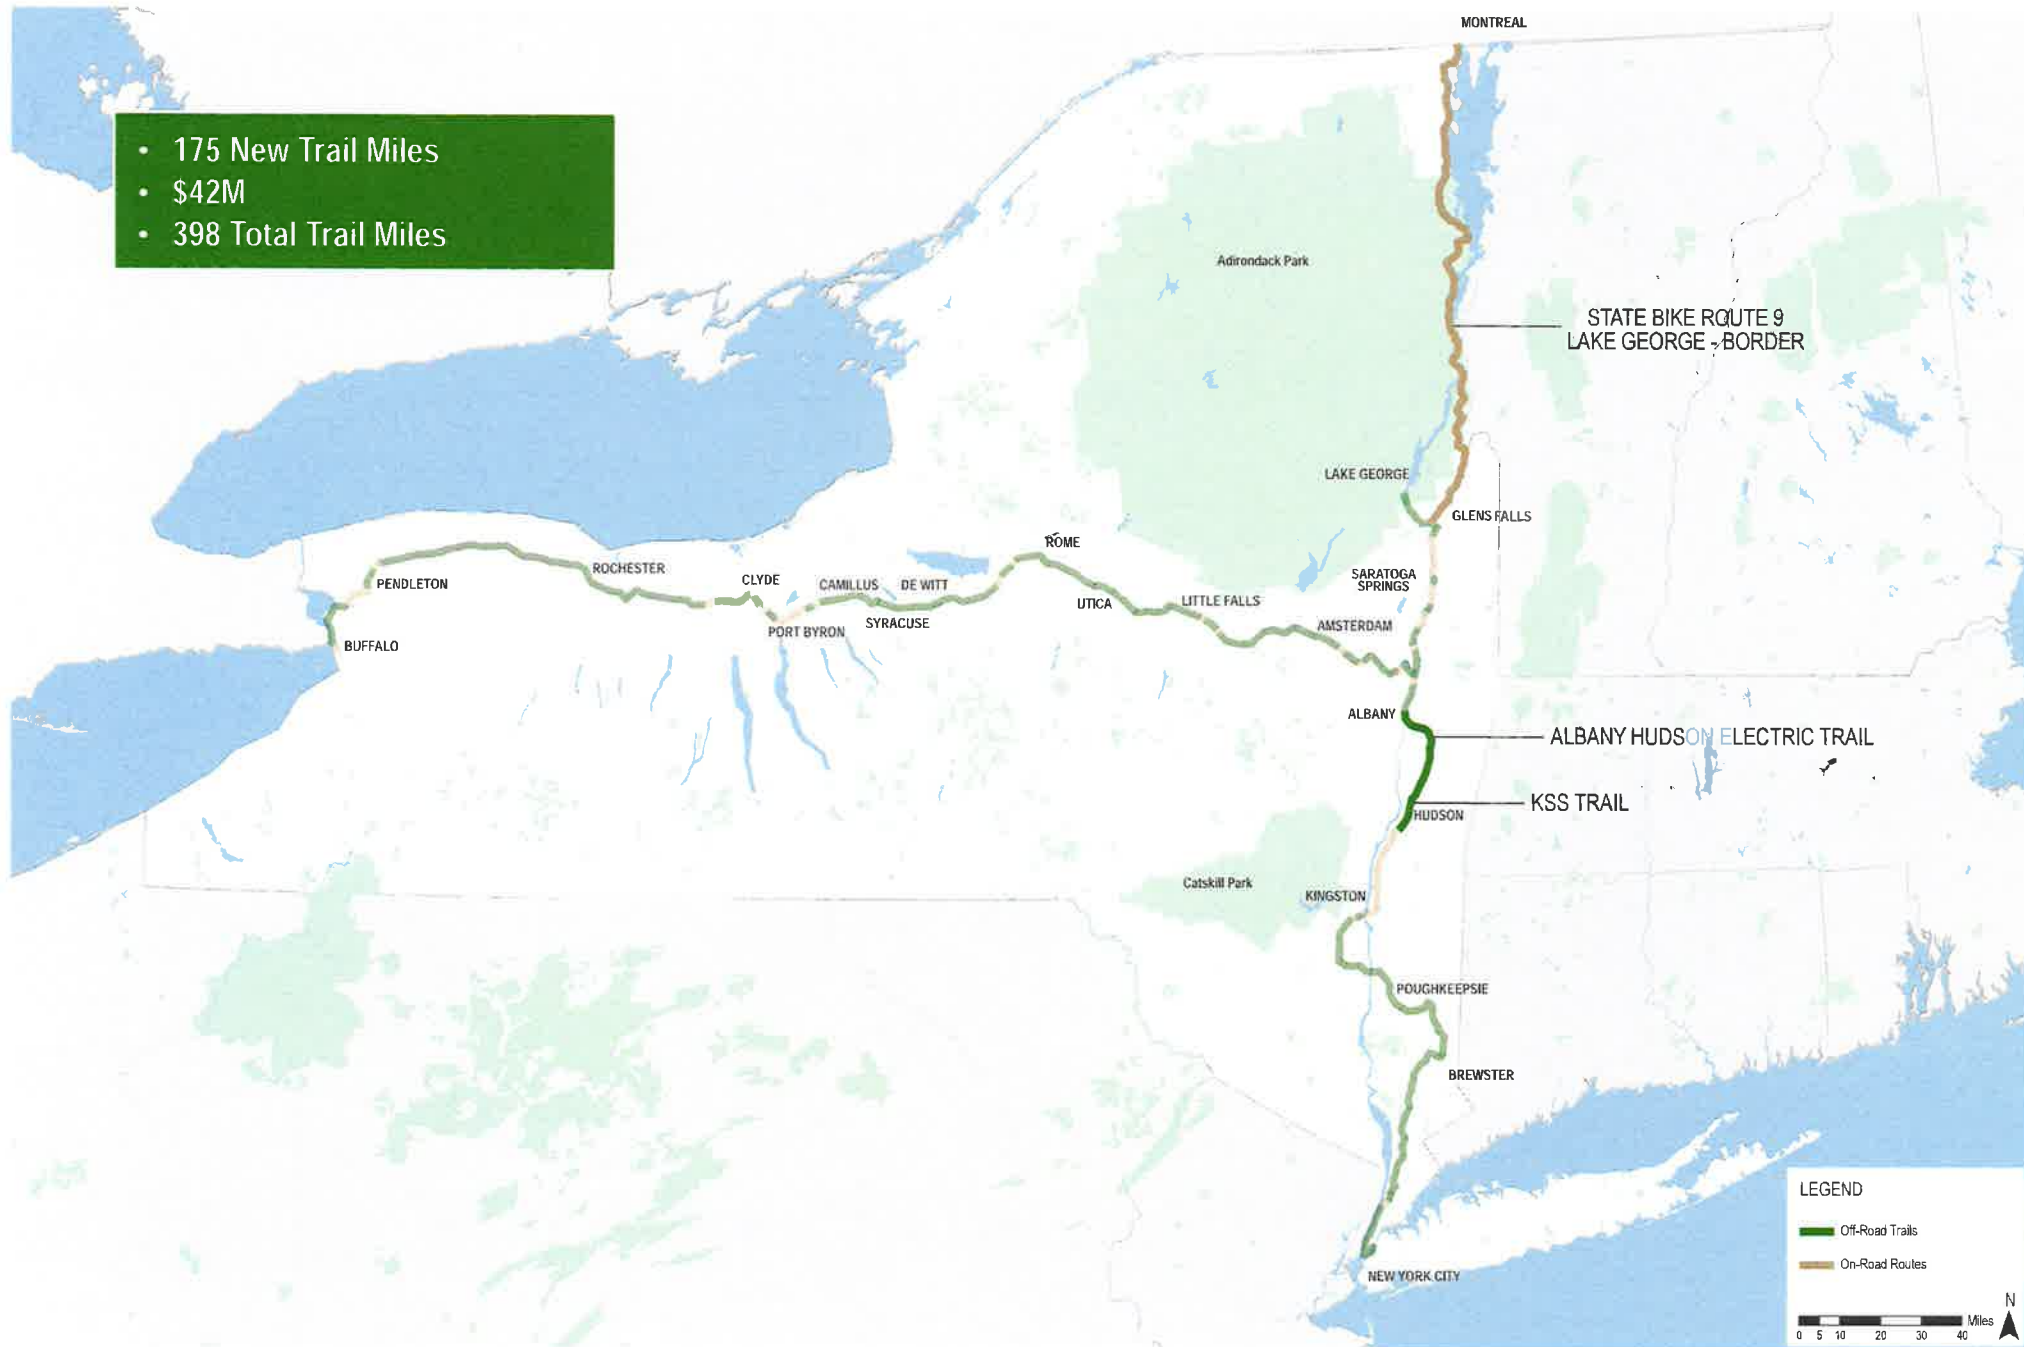 MONTREAL
• 175 New Trail Miles
• $42M
• 398 Total Trail Miles
Adirondack Park
STATE BIKE ROUTE 9
LAKE GEORGE - BORDER
LAKE GEORGE
GLENS FALLS
ROME
ROCHESTER
SARATOGA
SPRINGS
PENDLETON
CLYDE
CAMILLUS
DE WITT
UTICA
LITTLE FALLS
SYRACUSE
AMSTERDAM
PORT BYRON
BUFFALO
ALBANY
ALBANY HUDSON ELECTRIC TRAIL
KSS TRAIL
HUDSON
Catskill Park
KINGSTON
POUGHKEEPSIE
BREWSTER
NEW YORK CITY
LEGEND
Off-Road Trails
On-Road Routes
N
Miles
0 5 10 20 30 40